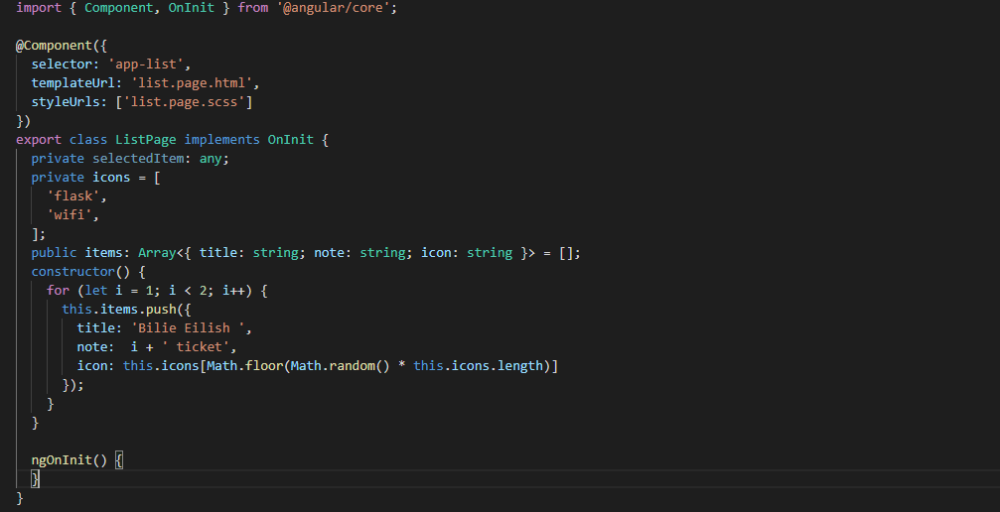 import { Component, OnInit } from '@angular/core';
@Component({
selector: 'app-list',
templateUrl: 'list.page.html',
styleUrls: ['list.page.scss']
})
export class ListPage implements OnInit {
private selectedItem: any;
private icons = [
'flask',
'wifi',
];
public items: Array<{ title: string; note: string; icon: string }> = [];
constructor() {
for (let i = 1; i < 2; i++) {
this.items.push({
title: 'Bilie Eilish ',
note:  i + ' ticket',
icon: this.icons[Math.floor(Math.random() * this.icons.length)]
});
}
}
ngOnInit() {
}
}